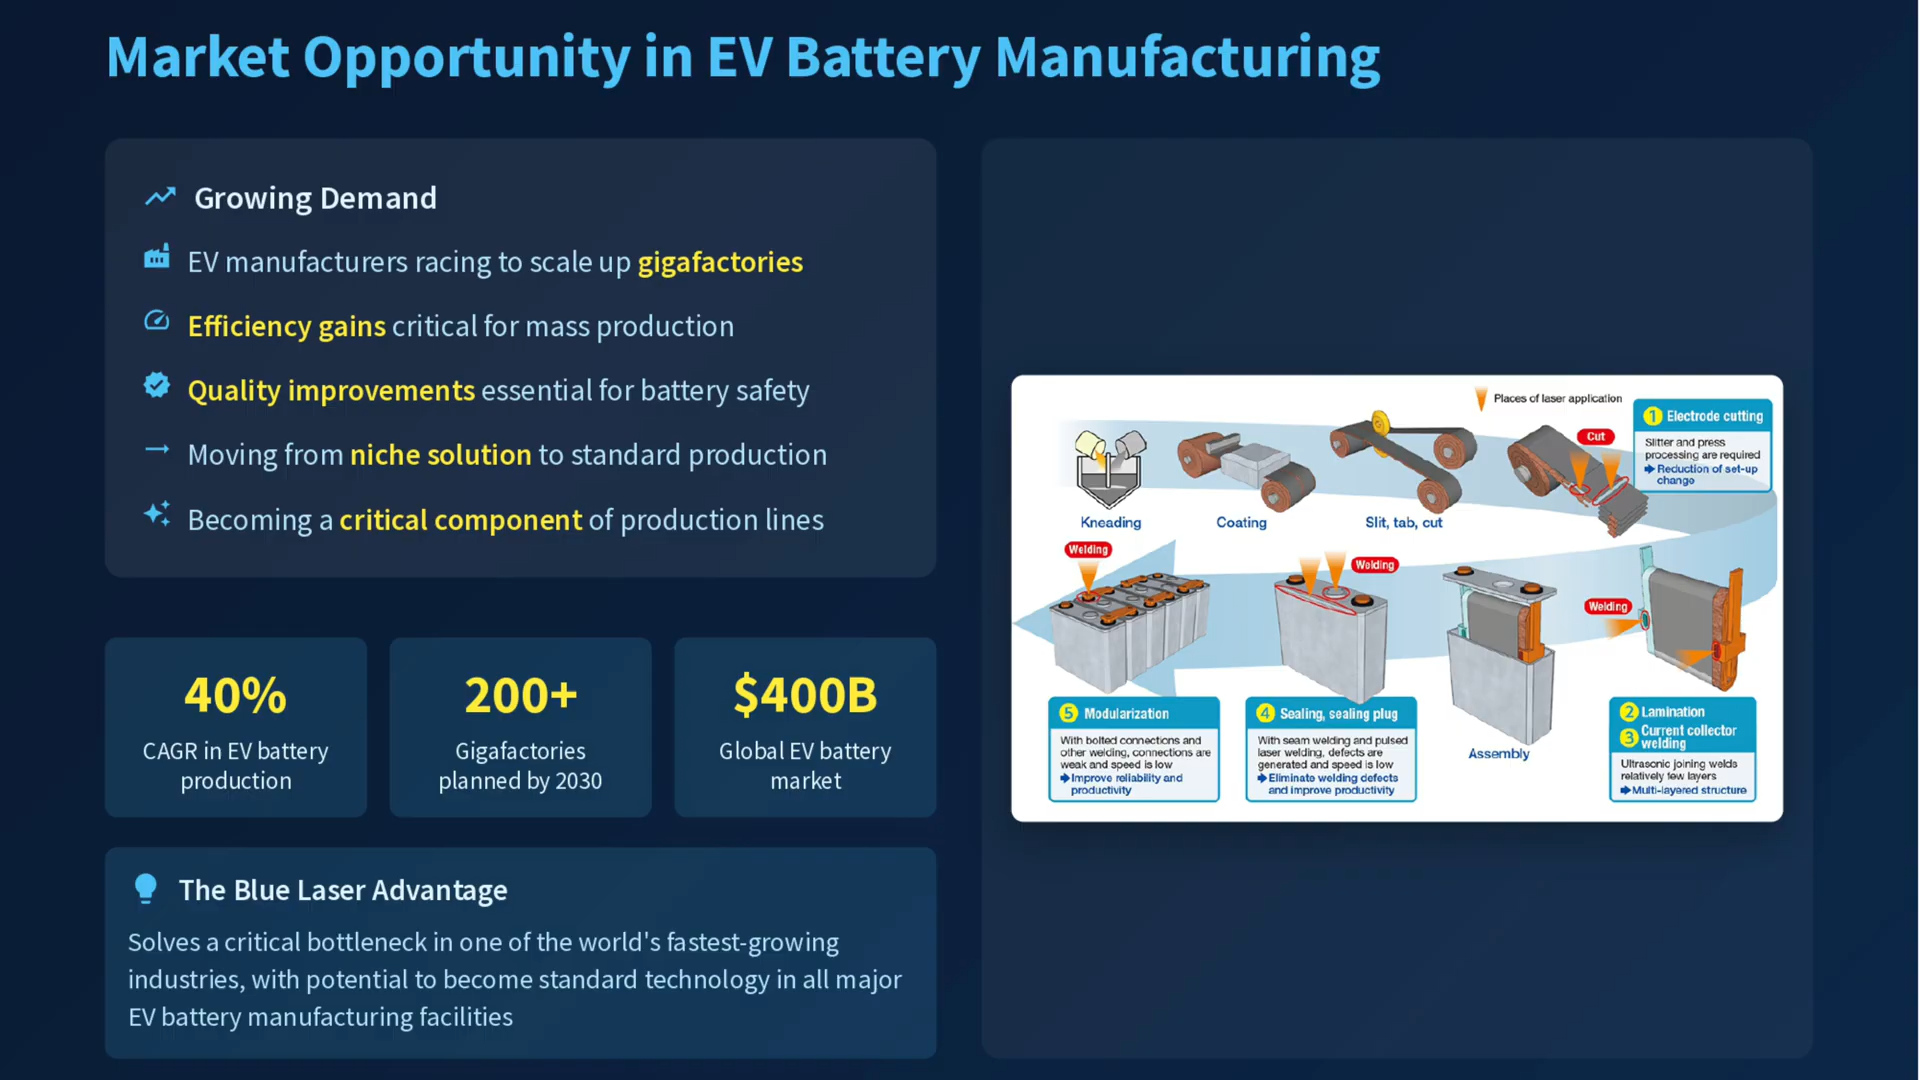 Market Opportunity in EV Battery Manufacturing
Growing Demand
EV manufacturers racing to scale up gigafactories
Efficiency gains critical for mass production
Quality improvements essential for battery safety
Moving from niche solution to standard production
Becoming a critical component of production lines
40%
CAGR in EV battery
production
200+
Gigafactories
planned by 2030
$400B
Global EV battery
market
The Blue Laser Advantage
Solves a critical bottleneck in one of the world's fastest-growing
industries, with potential to become standard technology in all major
EV battery manufacturing facilities
Places of laser application
Kneading
Coating
Slit, tab, cut
Cut
1 Electrode cutting
Slitter and press
processing are required
Reduction of set-up
change
Welding
Welding
Welding
5 Modularization
With bolted connections and
other welding, connections are
weak and speed is low
Improve reliability and
productivity
4 Sealing, sealing plug
With seam welding and pulsed
laser welding, defects are
generated and speed is low
Eliminate welding defects
and improve productivity
Assembly
2 Lamination
3 Current collector
welding
Ultrasonic joining welds
relatively few layers
Multi-layered structure